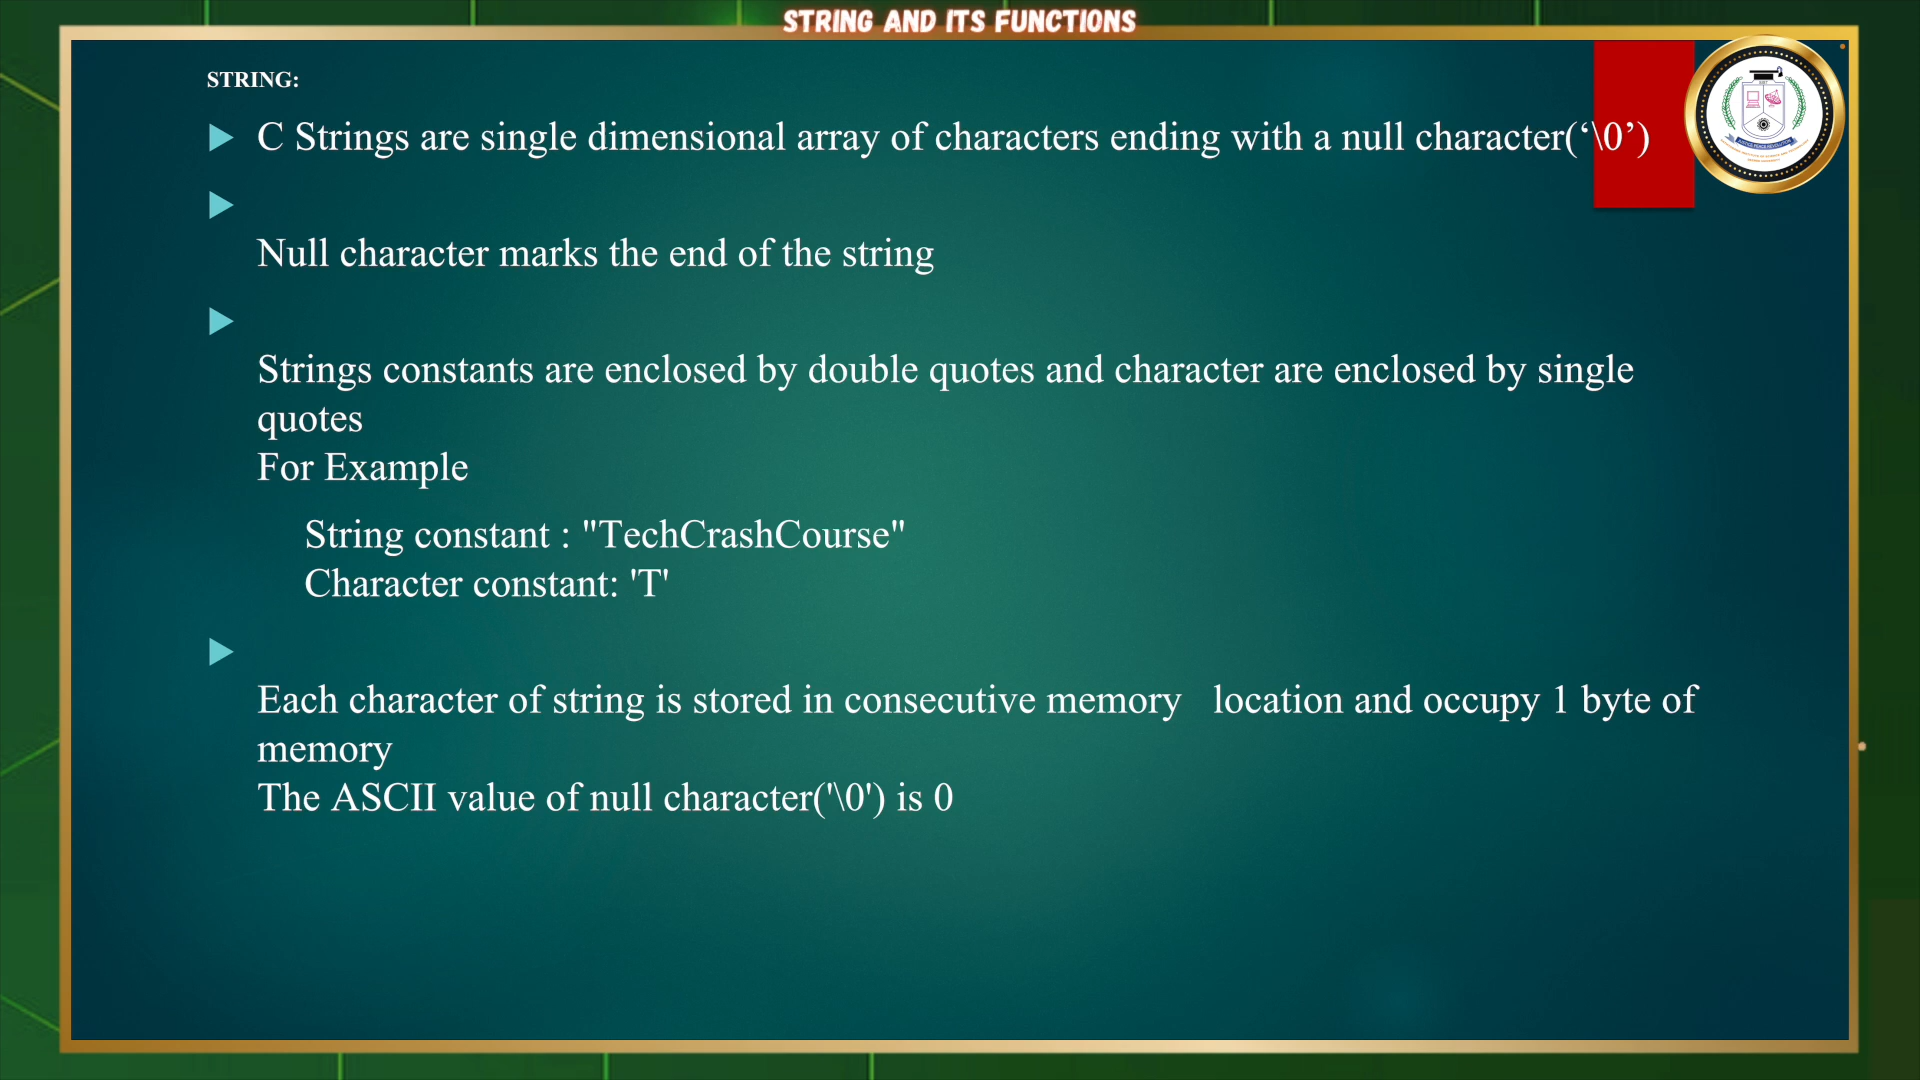 STRING AND ITS FUNCTIONS
STRING:
C Strings are single dimensional array of characters ending with a null character(‘\0’)
Null character marks the end of the string
Strings constants are enclosed by double quotes and character are enclosed by single
quotes
For Example
String constant : "TechCrashCourse"
Character constant: 'T'
Each character of string is stored in consecutive memory   location and occupy 1 byte of
memory
The ASCII value of null character('\0') is 0